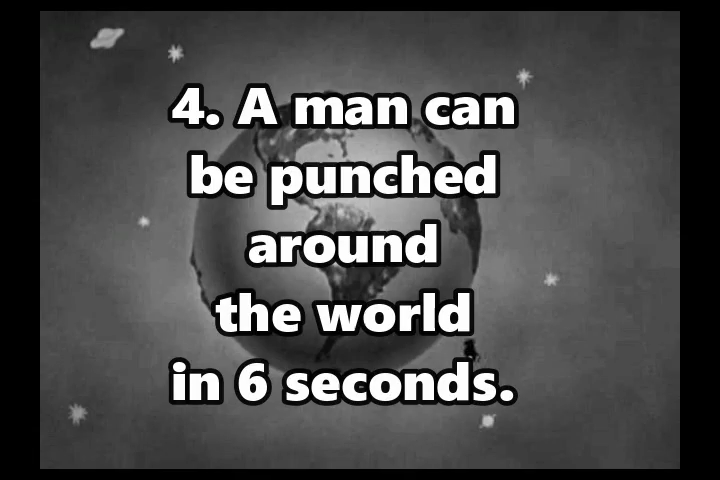 4. A man can
be punched
around
the world
in 6 seconds.